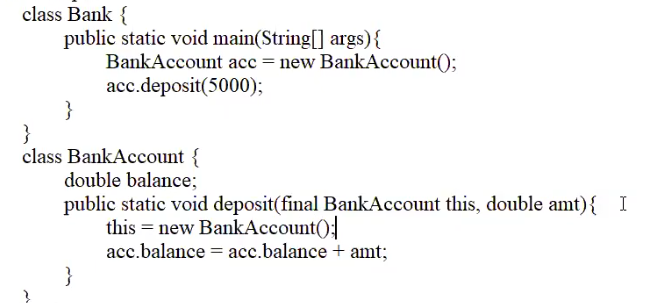 class Bank {
public static void main(String[] args){
BankAccount acc = new BankAccount();
acc.deposit(5000);
}
}
class BankAccount {
double balance;
public static void deposit(final BankAccount this, double amt){
this = new BankAccount();
acc.balance = acc.balance + amt;
}
}